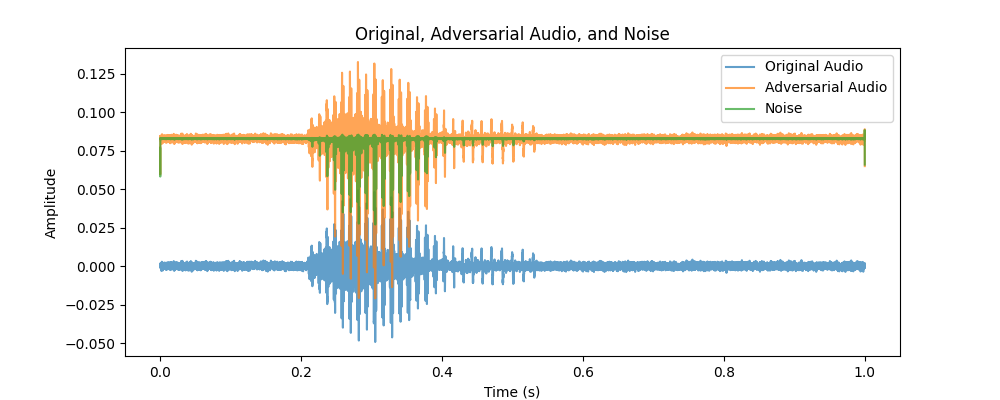 Original, Adversarial Audio, and Noise
Original Audio
Adversarial Audio
Noise
Amplitude
0.125
0.100
0.075
0.050
0.025
0.000
−0.025
−0.050
0.0 0.2 0.4 0.6 0.8 1.0
Time (s)